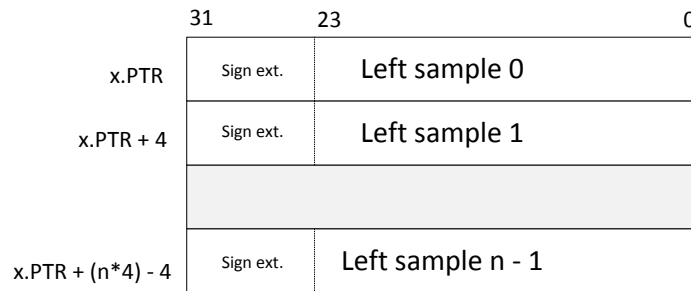 31 23 0
x.PTR Sign ext. Left sample 0
x.PTR + 4 Sign ext. Left sample 1
x.PTR + (n*4) - 4 Sign ext. Left sample n - 1